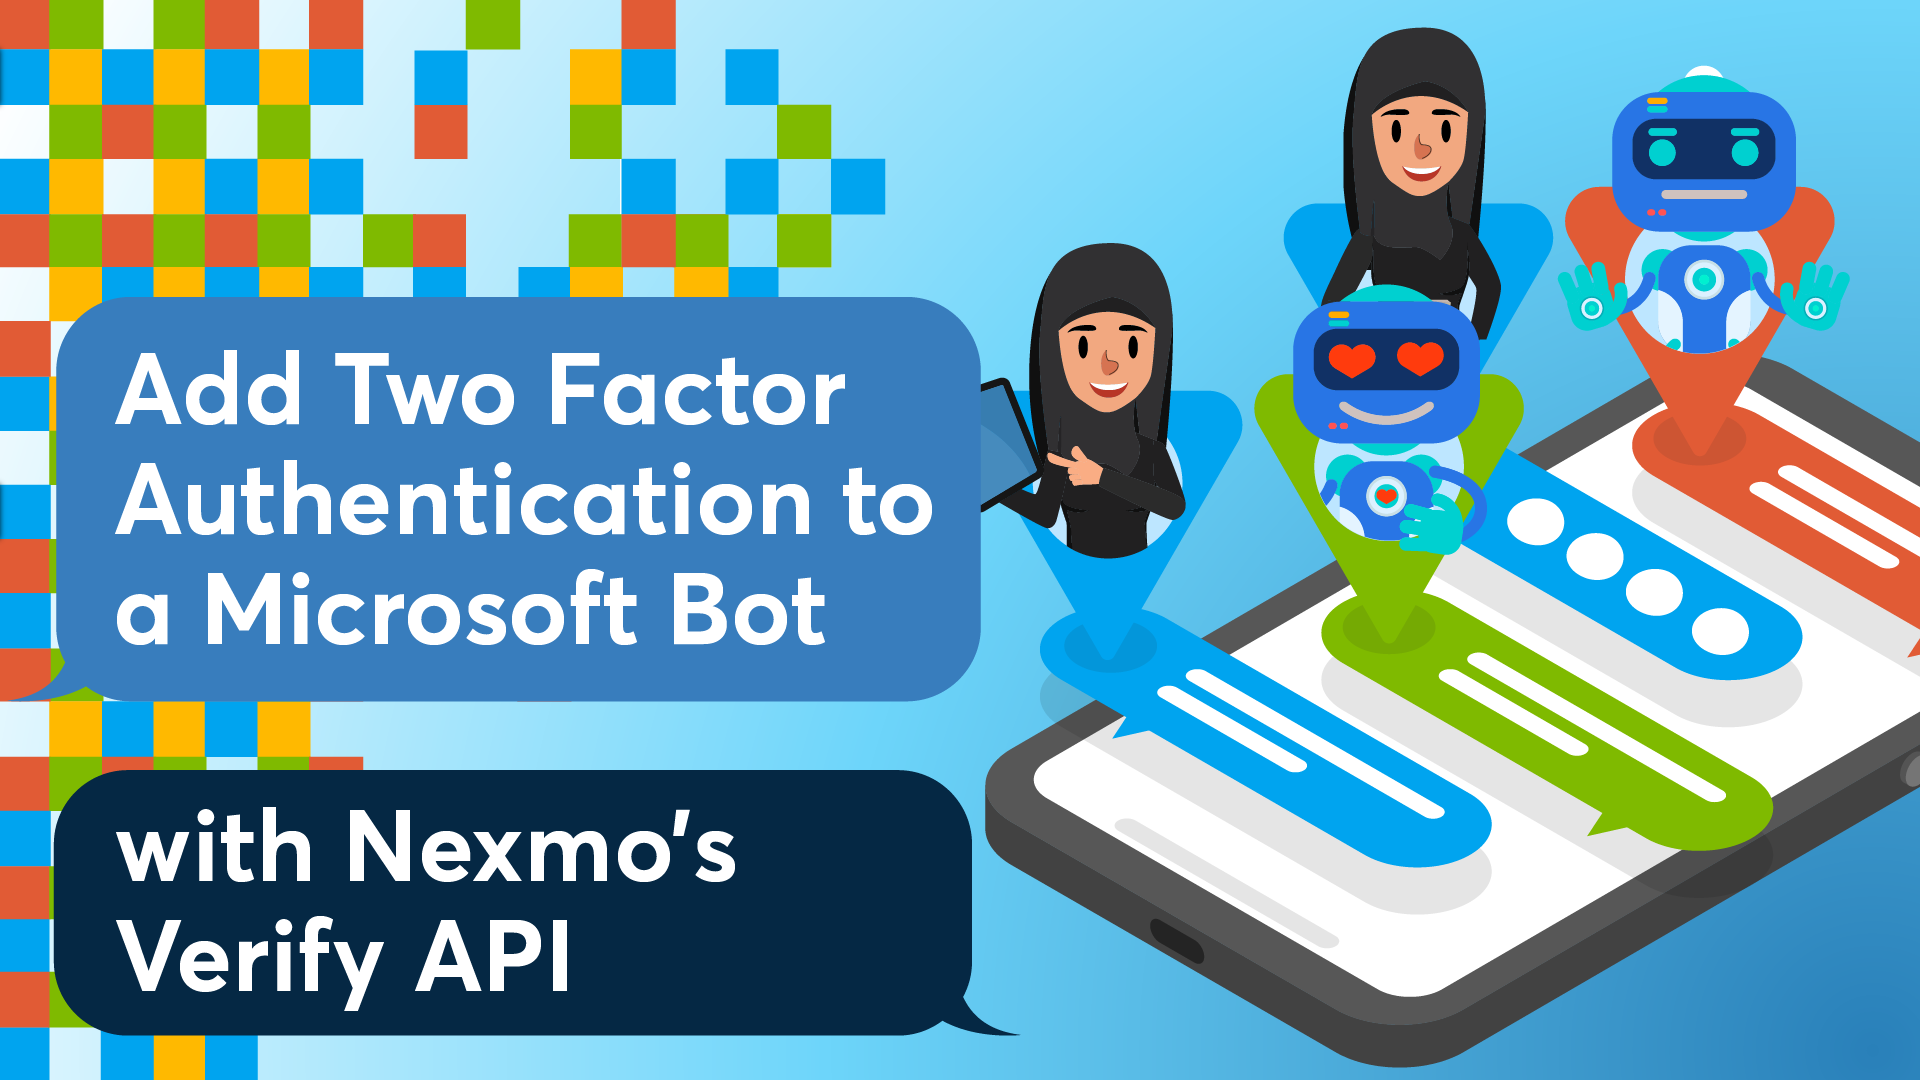 Add Two Factor
Authentication to
a Microsoft Bot
with Nexmo's
Verify API